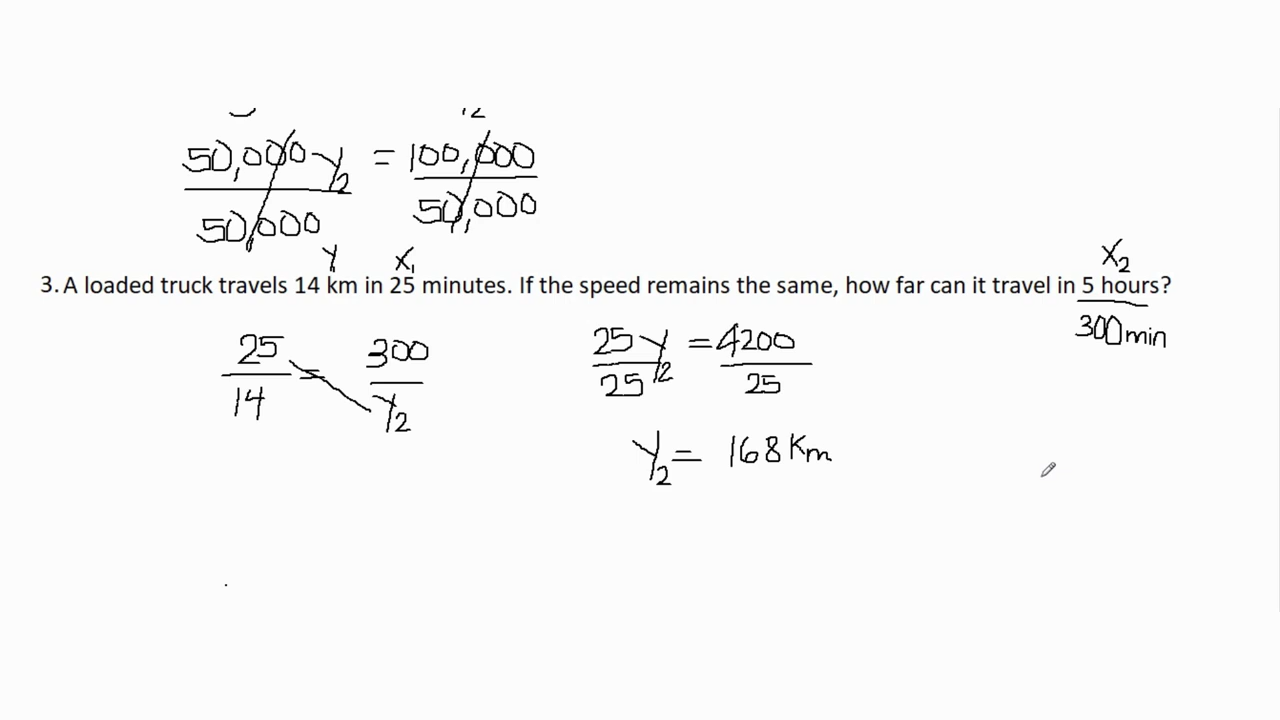 50,000 y₂ = 100,000
50,000 50,000
y x₁ x₂
3. A loaded truck travels 14 km in 25 minutes. If the speed remains the same, how far can it travel in 5 hours?
300 min
25 = 300
14 y₂
25 y₂ = 4200
25 25
y₂ = 168 Km